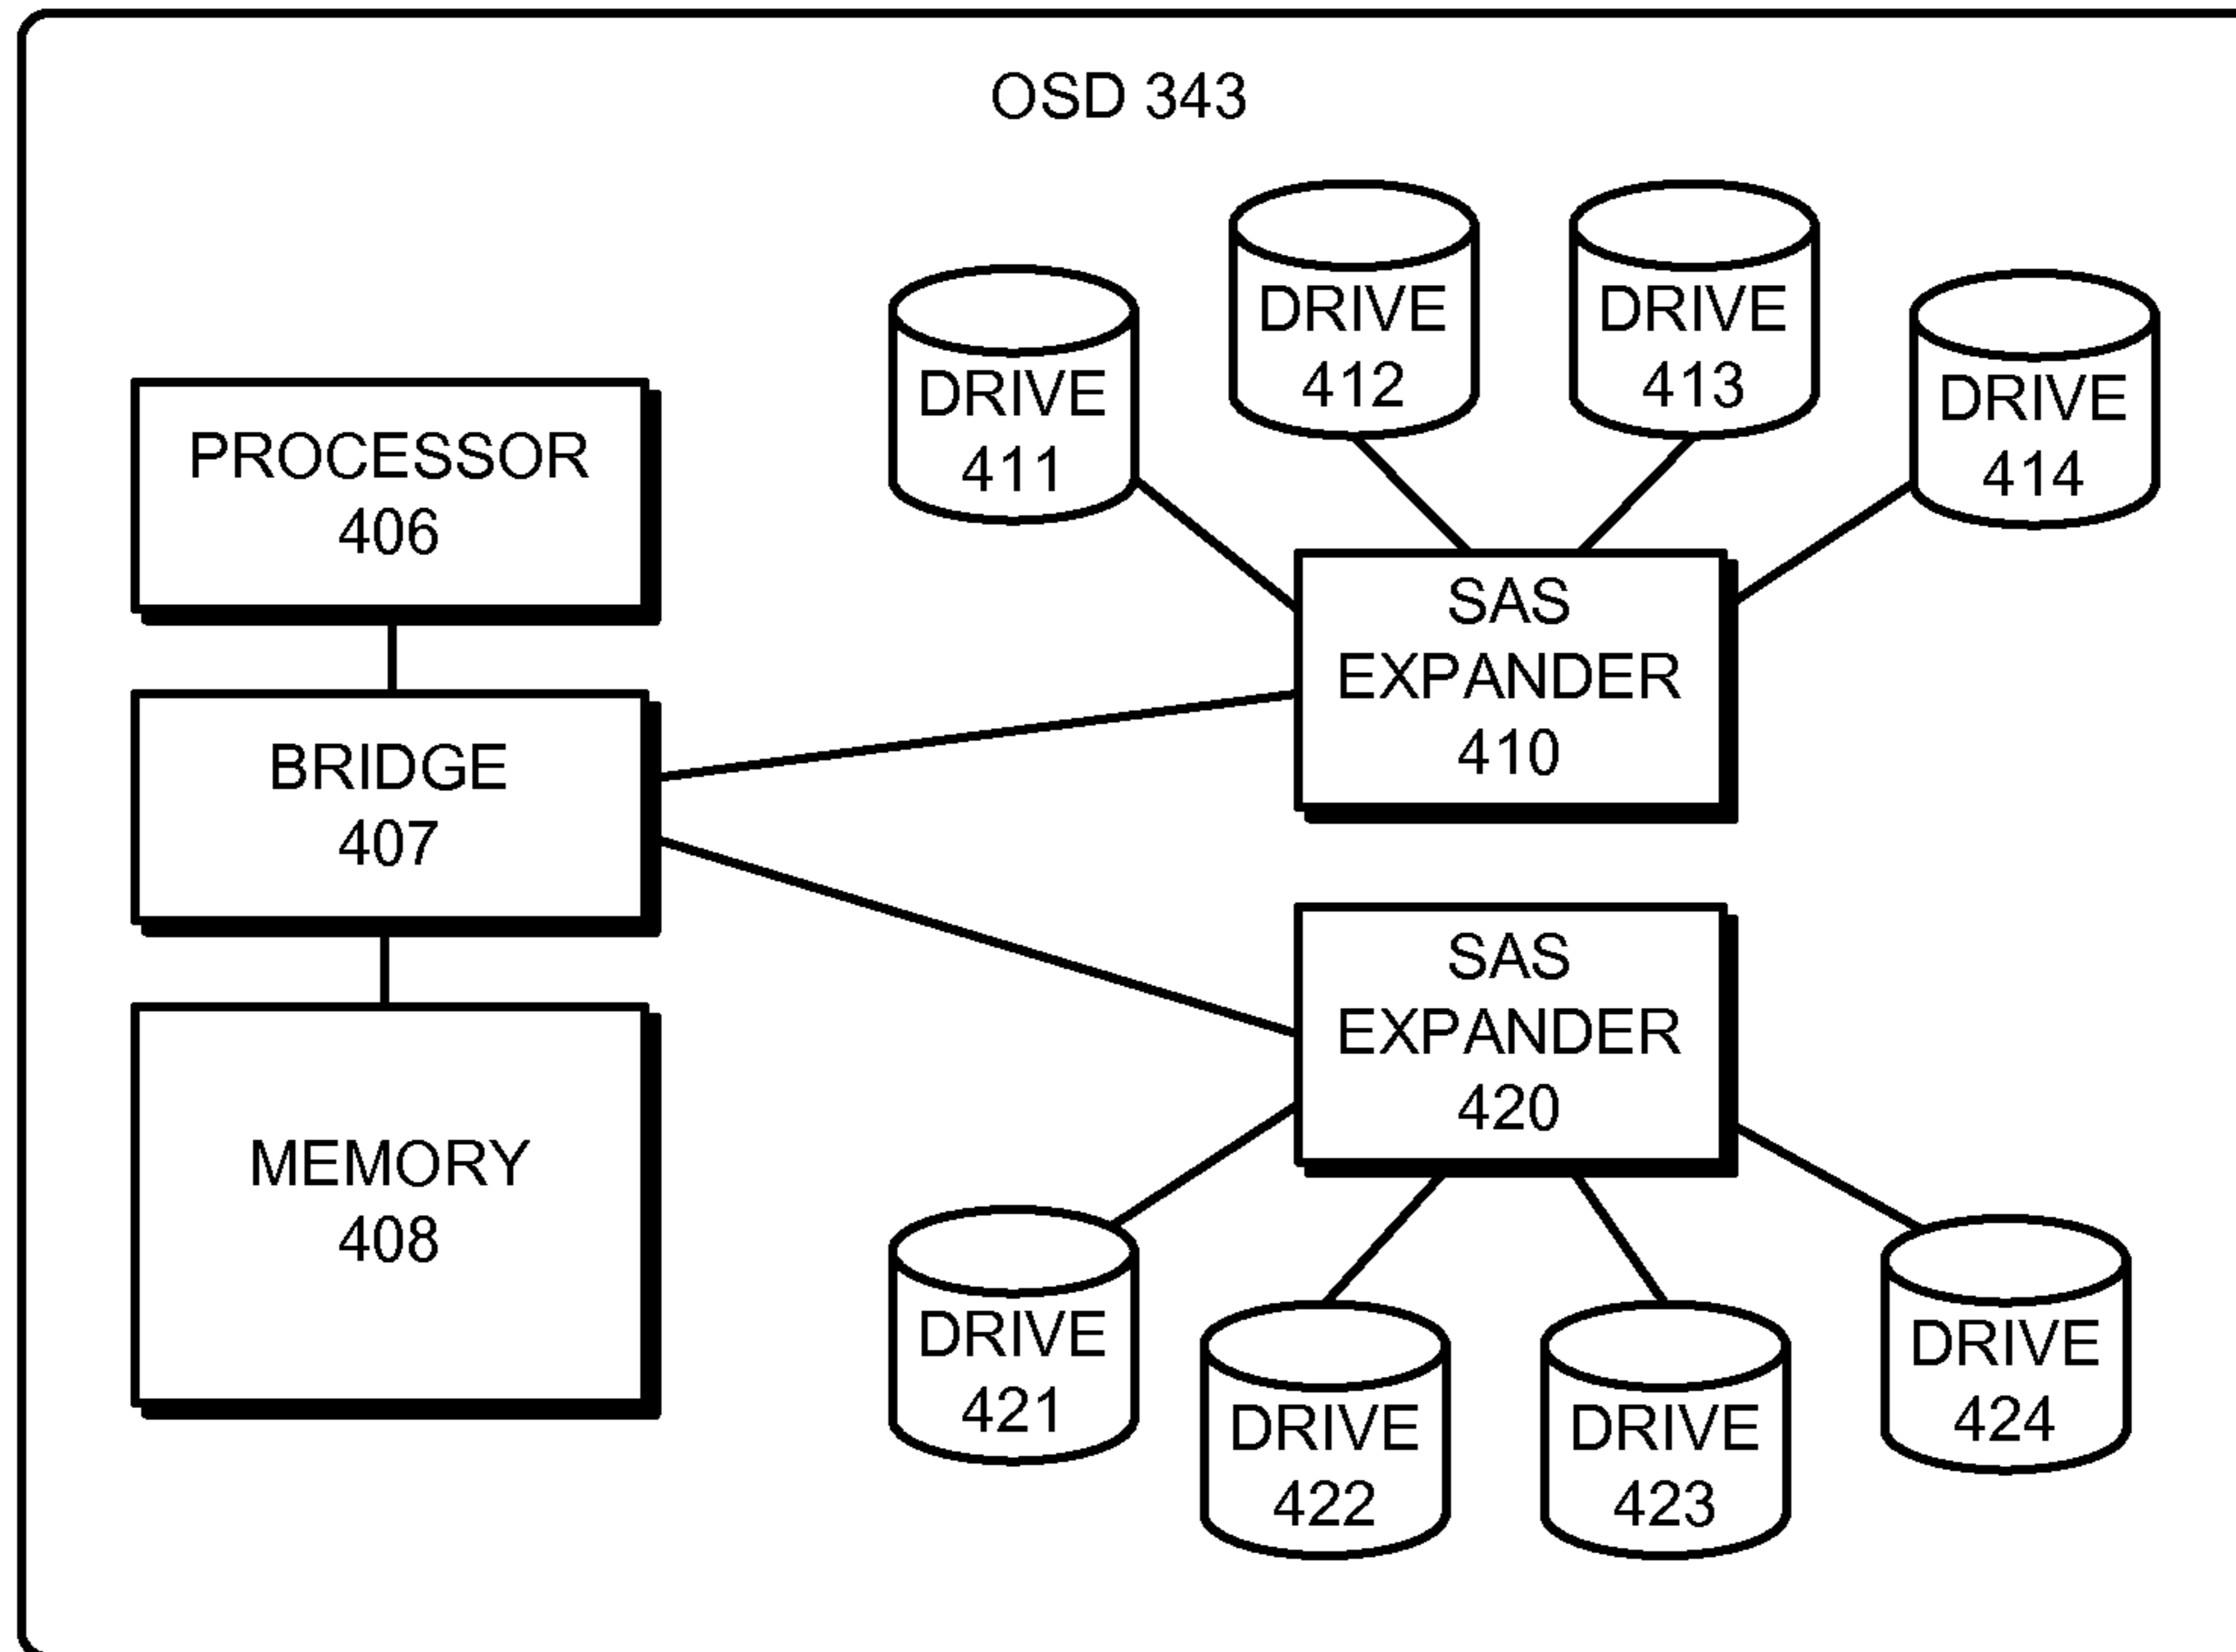 OSD 343
DRIVE
411
DRIVE
412
DRIVE
413
DRIVE
414
PROCESSOR
406
BRIDGE
407
MEMORY
408
SAS
EXPANDER
410
SAS
EXPANDER
420
DRIVE
421
DRIVE
422
DRIVE
423
DRIVE
424